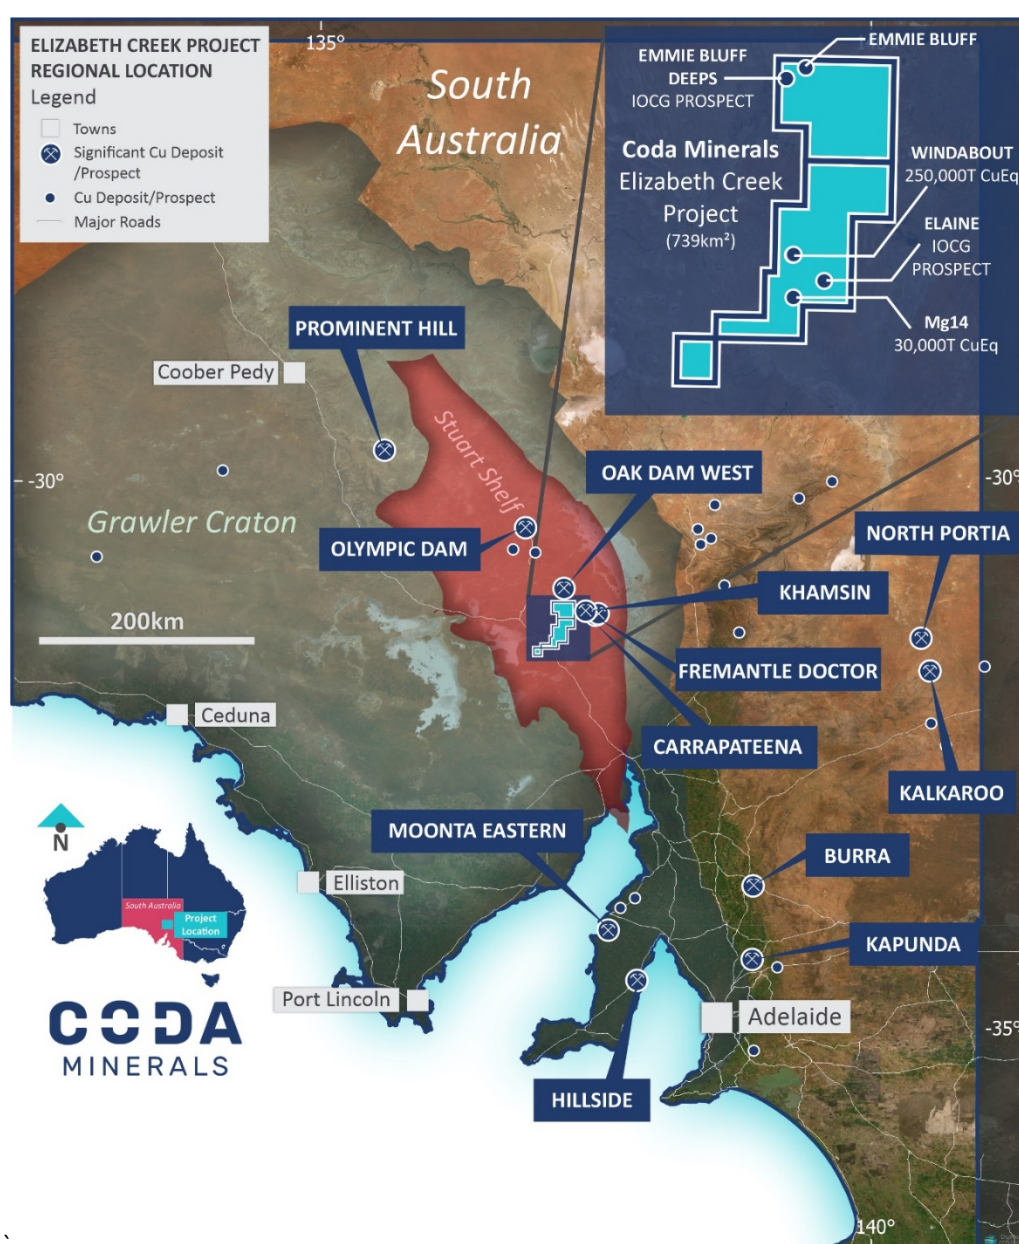 ELIZABETH CREEK PROJECT
REGIONAL LOCATION
Legend
Towns
Significant Cu Deposit
/Prospect
Cu Deposit/Prospect
Major Roads
135°
South
Australia
EMMIE BLUFF
EMMIE BLUFF
DEEPS
IOCG PROSPECT
Coda Minerals
Elizabeth Creek
Project
(739km²)
WINDABOUT
250,000T CuEq
ELAINE
IOCG
PROSPECT
Mg14
30,000T CuEq
PROMINENT HILL
Coober Pedy
Stuart Shelf
-30°
-30°
OAK DAM WEST
Grawler Craton
OLYMPIC DAM
NORTH PORTIA
KHAMSIN
200km
FREMANTLE DOCTOR
Ceduna
CARRAPATEENA
KALKAROO
MOONTA EASTERN
N
BURRA
Elliston
South Australia
Project
Location
KAPUNDA
Port Lincoln
Adelaide
-35°
CODA
MINERALS
HILLSIDE
140°